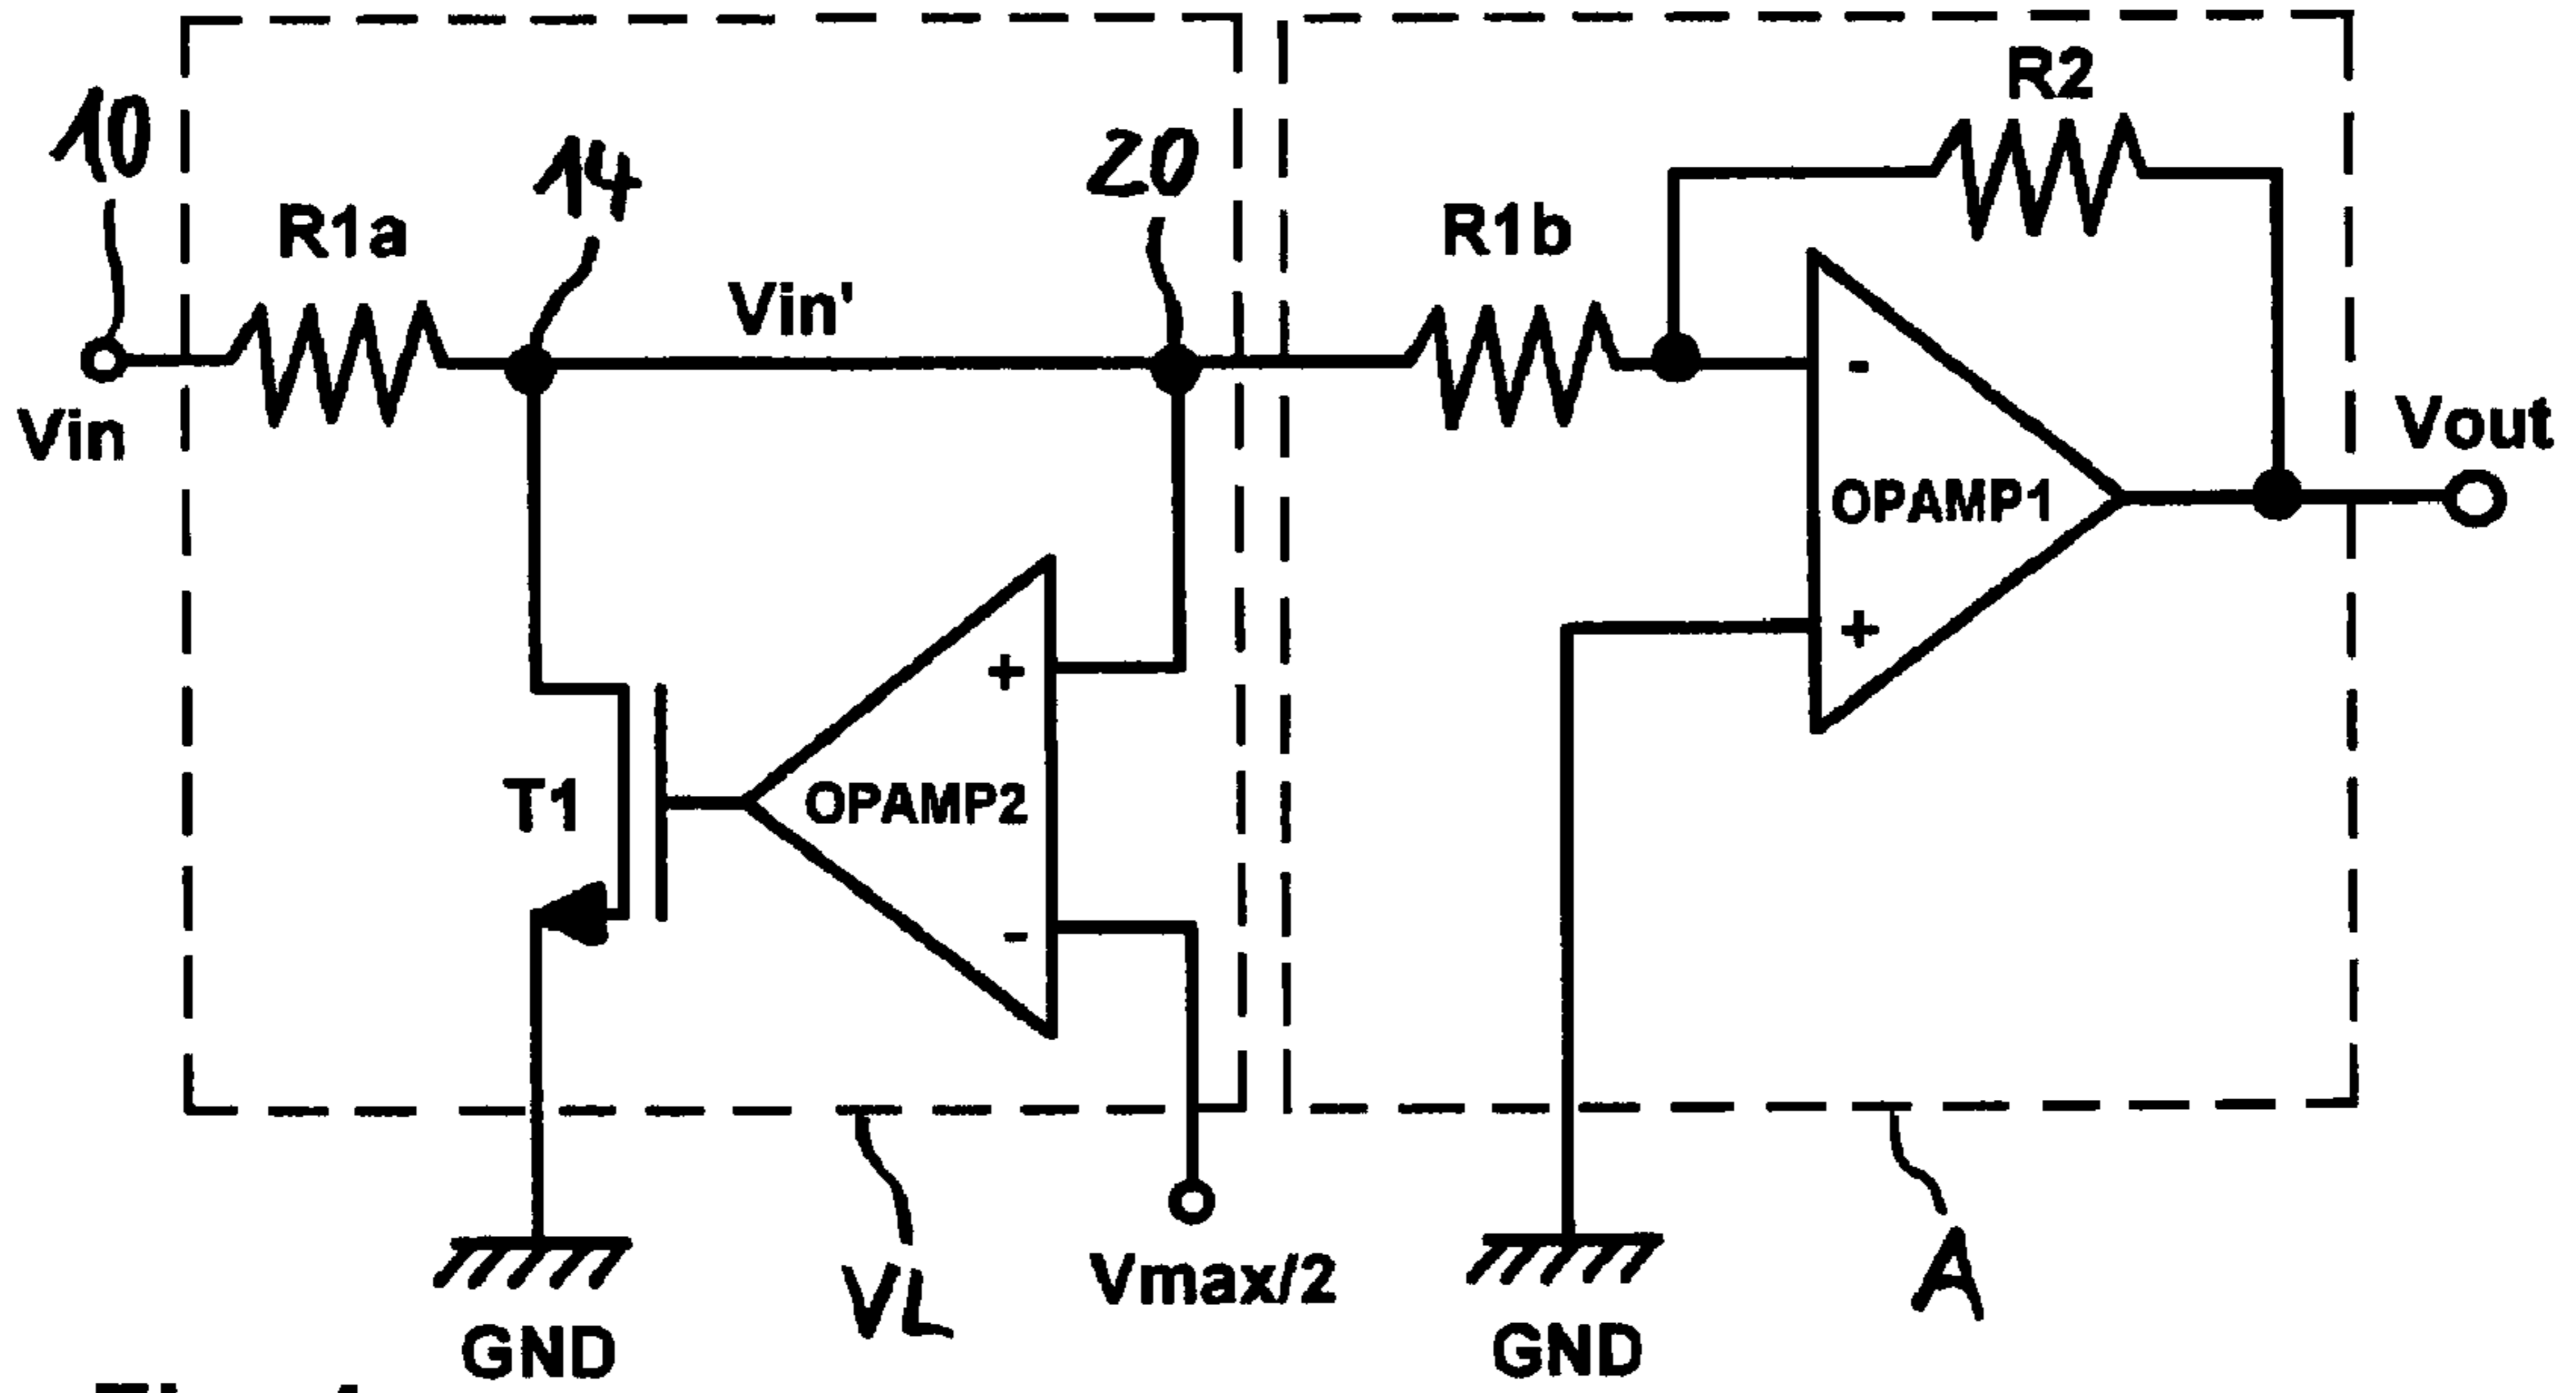 R2
10
14
20
R1a
R1b
Vin'
-
Vin
Vout
OPAMP1
+
+
T1
OPAMP2
-
VL
Vmax/2
A
GND
GND